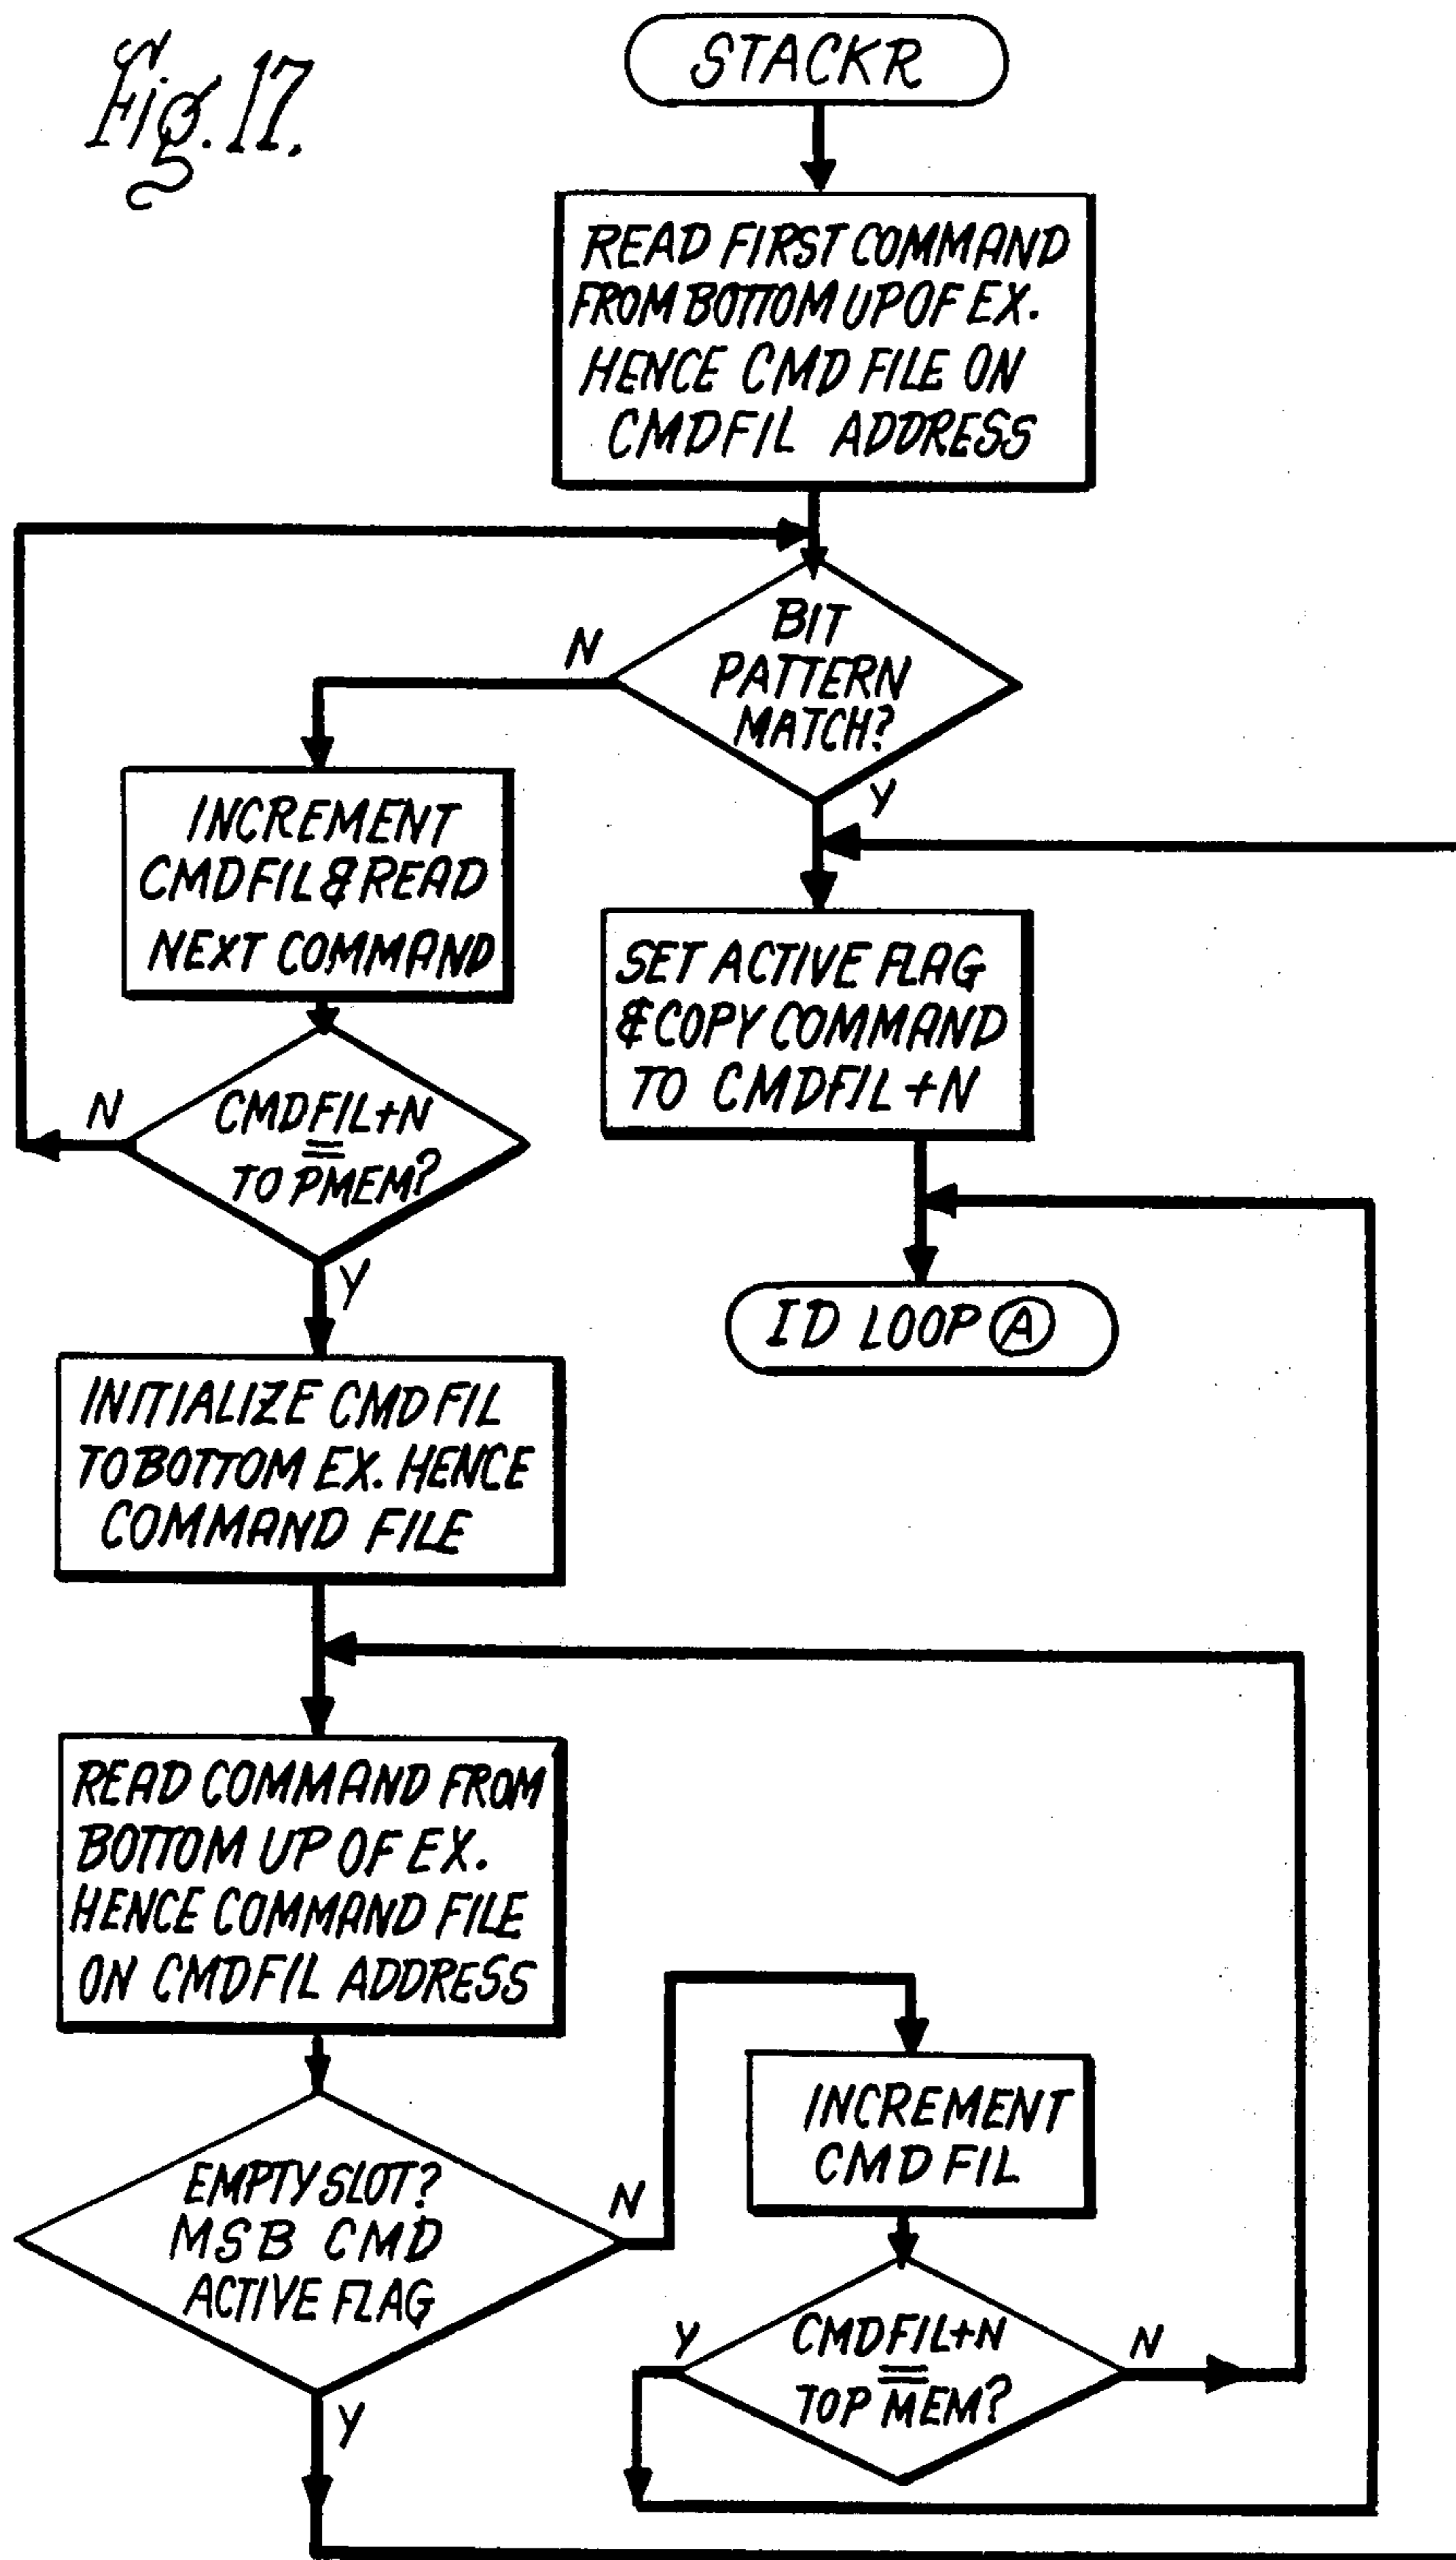 Fig. 17.
STACKR
READ FIRST COMMAND
FROM BOTTOM UP OF EX.
HENCE CMD FILE ON
CMDFIL ADDRESS
BIT
PATTERN
MATCH?
N
Y
INCREMENT
CMDFIL & READ
NEXT COMMAND
SET ACTIVE FLAG
& COPY COMMAND
TO CMDFIL +N
CMDFIL+N
=
TO PMEM?
N
Y
ID LOOP A
INITIALIZE CMDFIL
TO BOTTOM EX. HENCE
COMMAND FILE
READ COMMAND FROM
BOTTOM UP OF EX.
HENCE COMMAND FILE
ON CMDFIL ADDRESS
EMPTY SLOT?
MSB CMD
ACTIVE FLAG
N
Y
INCREMENT
CMD FIL
CMDFIL+N
=
TOP MEM?
Y
N